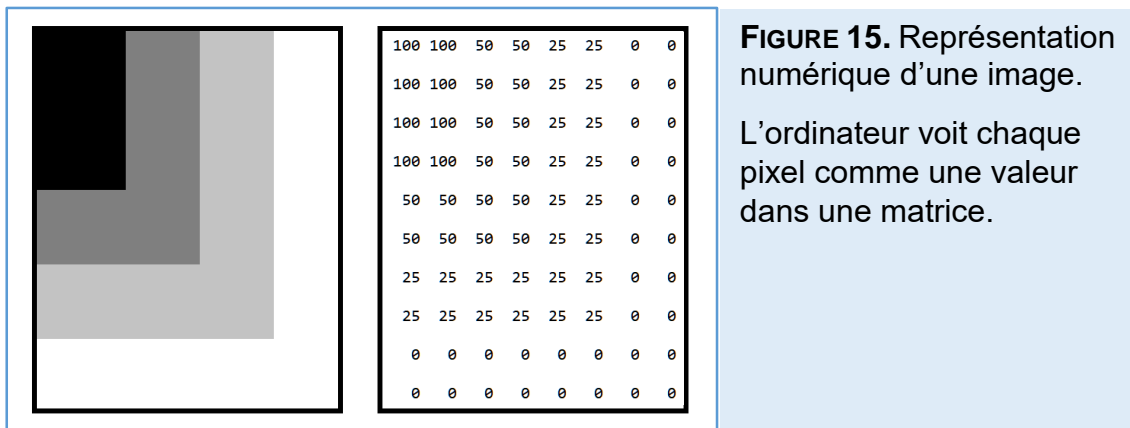 100 100 50 50 25 25 0 0
100 100 50 50 25 25 0 0
100 100 50 50 25 25 0 0
100 100 50 50 25 25 0 0
50 50 50 50 25 25 0 0
50 50 50 50 25 25 0 0
25 25 25 25 25 25 0 0
25 25 25 25 25 25 0 0
0 0 0 0 0 0 0 0
0 0 0 0 0 0 0 0
FIGURE 15. Représentation
numérique d’une image.
L’ordinateur voit chaque
pixel comme une valeur
dans une matrice.